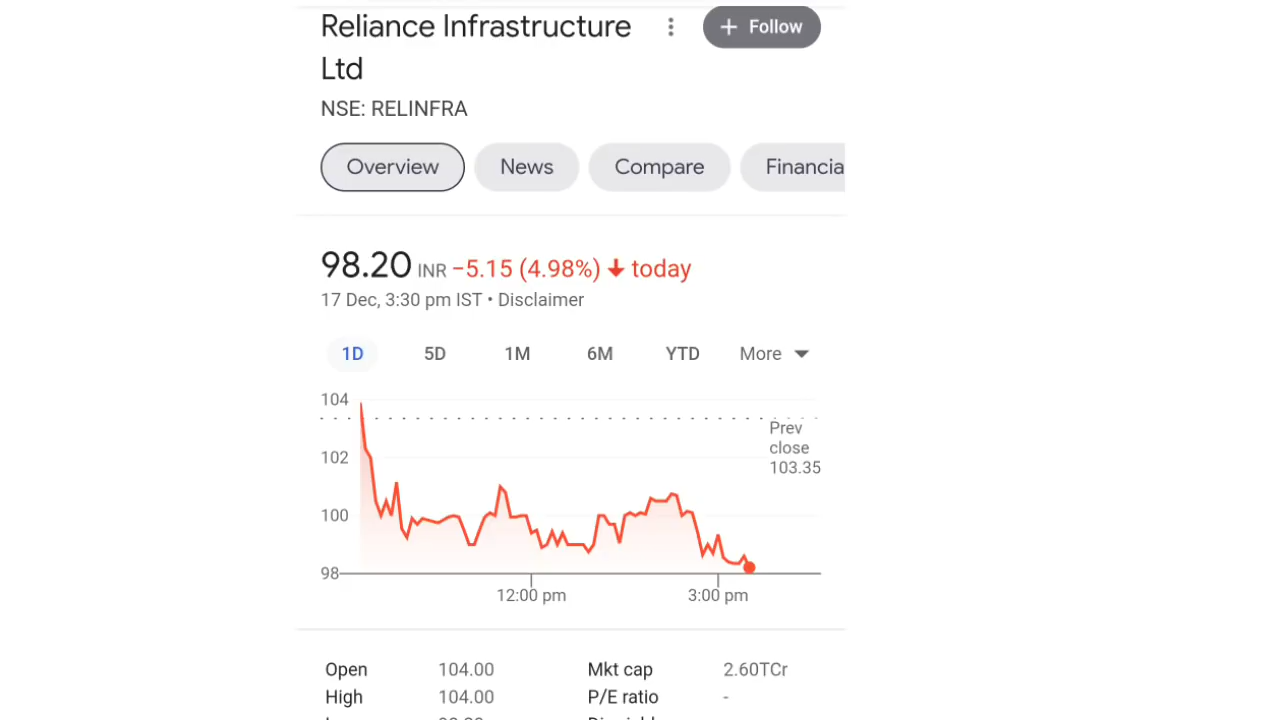 Reliance Infrastructure
Ltd
+ Follow
NSE: RELINFRA
Overview News Compare Financia
98.20 INR −5.15 (4.98%) ↓ today
17 Dec, 3:30 pm IST • Disclaimer
1D 5D 1M 6M YTD More
104
Prev
close
103.35
102
100
98
12:00 pm 3:00 pm
Open 104.00 Mkt cap 2.60TCr
High 104.00 P/E ratio -